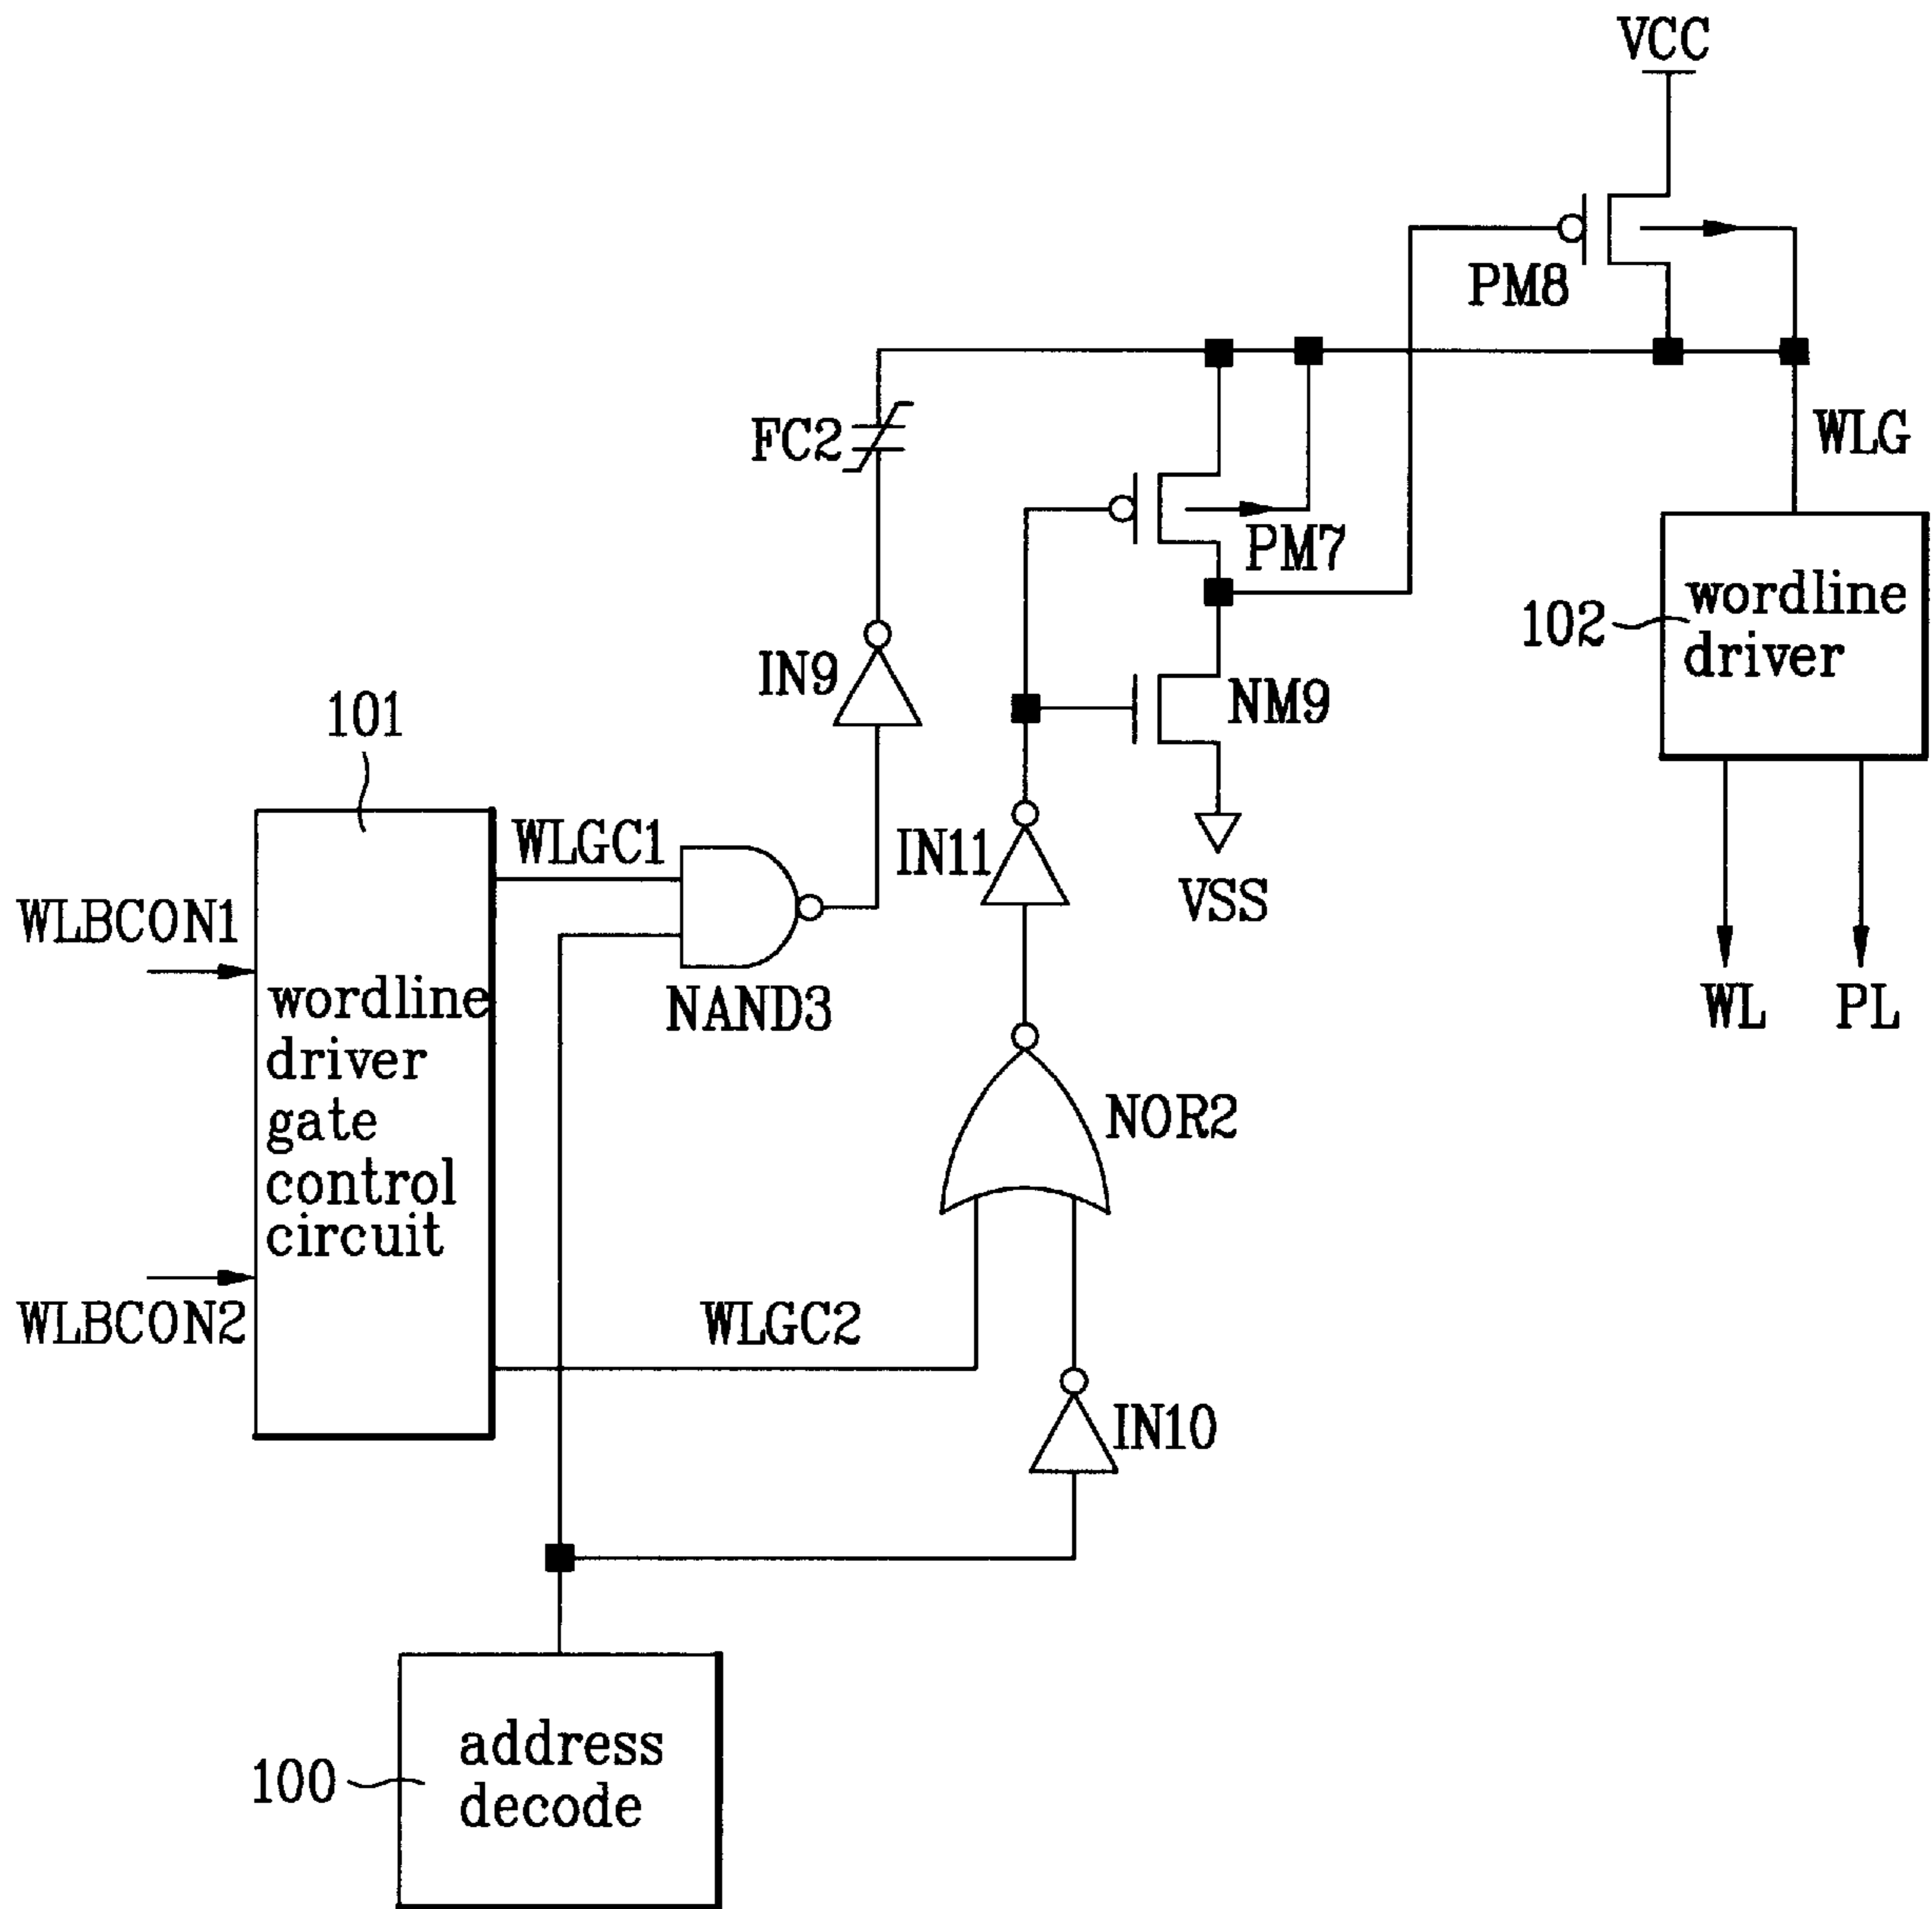 VCC
PM8
FC2
WLG
PM7
102
wordline
driver
IN9
NM9
101
WLGC1
IN11
VSS
WLBCON1
wordline
driver
gate
control
circuit
NAND3
WL
PL
NOR2
WLBCON2
WLGC2
IN10
100
address
decode